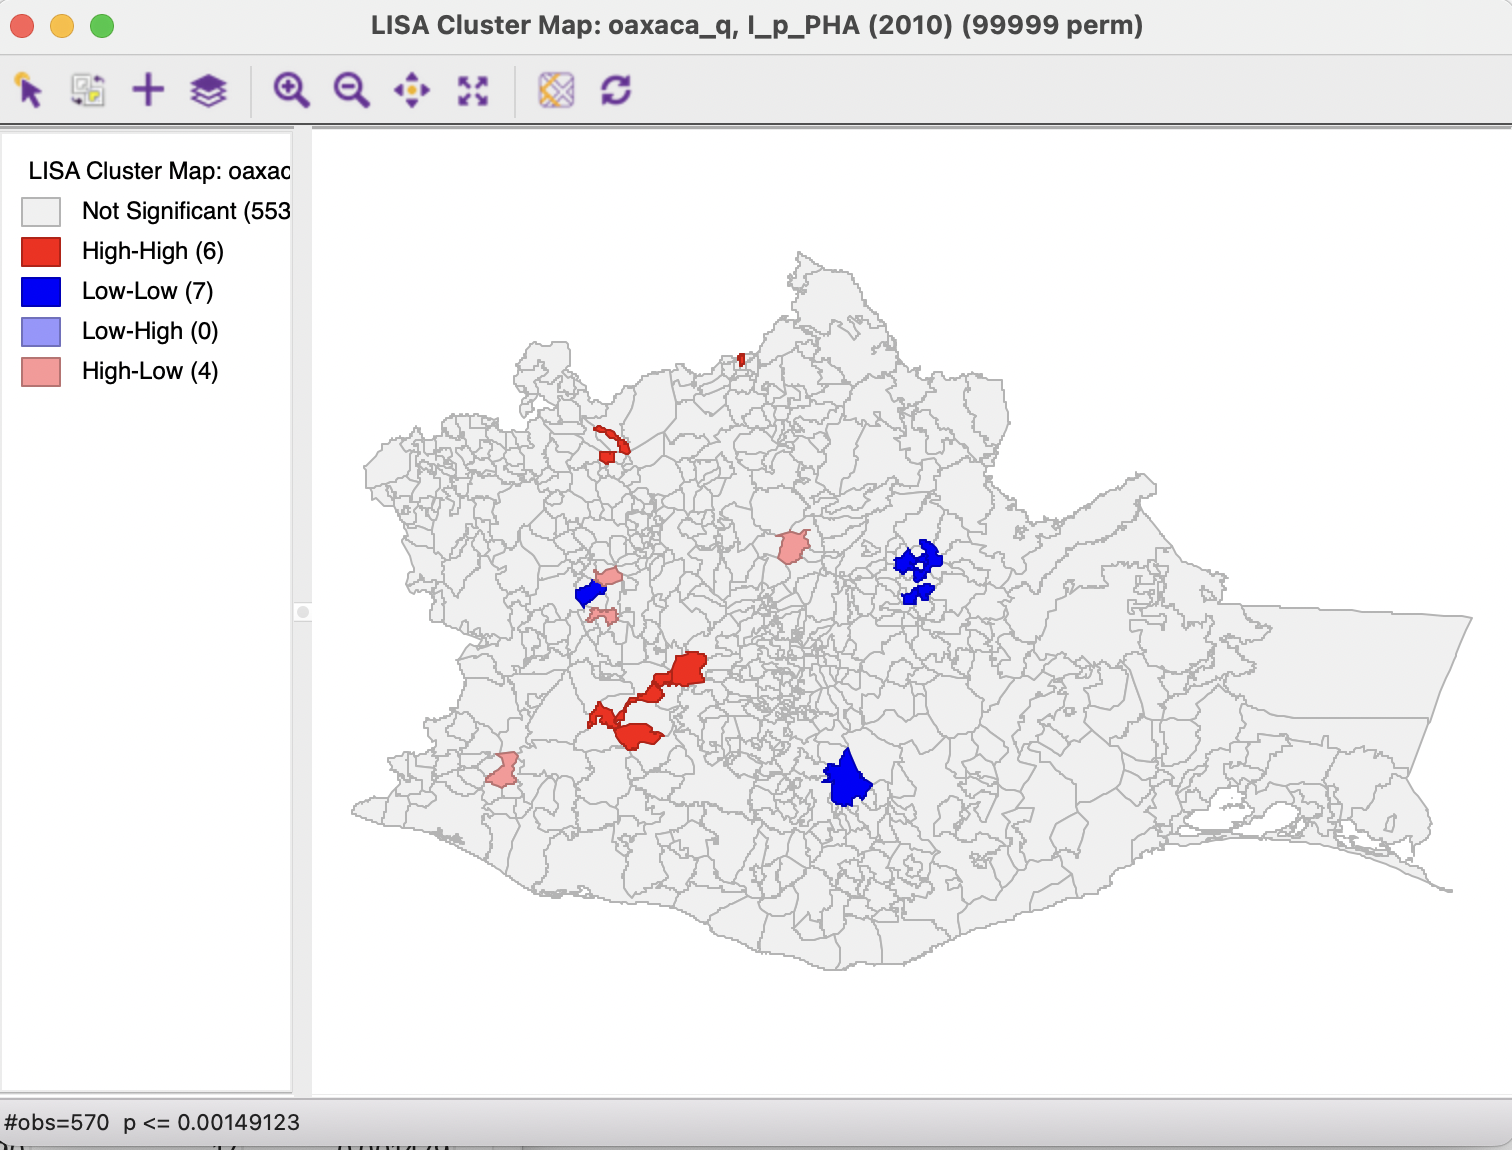 LISA Cluster Map: oaxaca_q, I_p_PHA (2010) (99999 perm)
LISA Cluster Map: oaxac
Not Significant (553
High-High (6)
Low-Low (7)
Low-High (0)
High-Low (4)
#obs=570 p <= 0.00149123